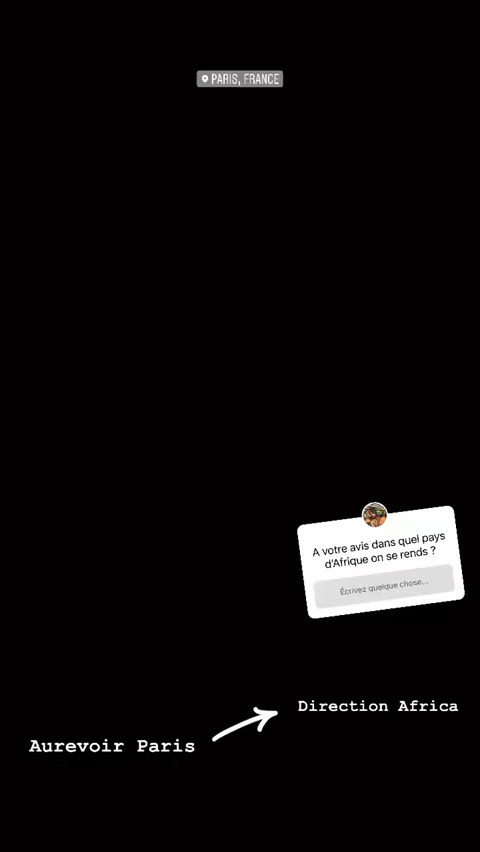 PARIS, FRANCE
A votre avis dans quel pays
d'Afrique on se rends ?
Écrivez quelque chose...
Direction Africa
Aurevoir Paris